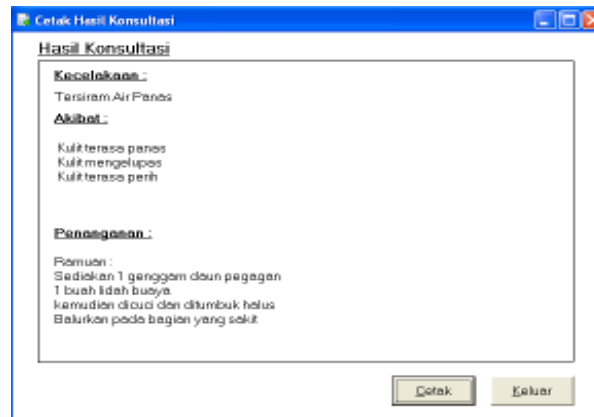 Cetak Hasil Konsultasi
Hasil Konsultasi
Kecelakaan :
Tersiram Air Panas
Akibat :
Kulit terasa panas
Kulit mengelupas
Kulit terasa perih
Penanganan :
Ramuan :
Sediakan 1 genggam daun pegagan
1 buah lidah buaya
kemudian dicuci dan ditumbuk halus
Balurkan pada bagian yang sakit
Cetak
Keluar